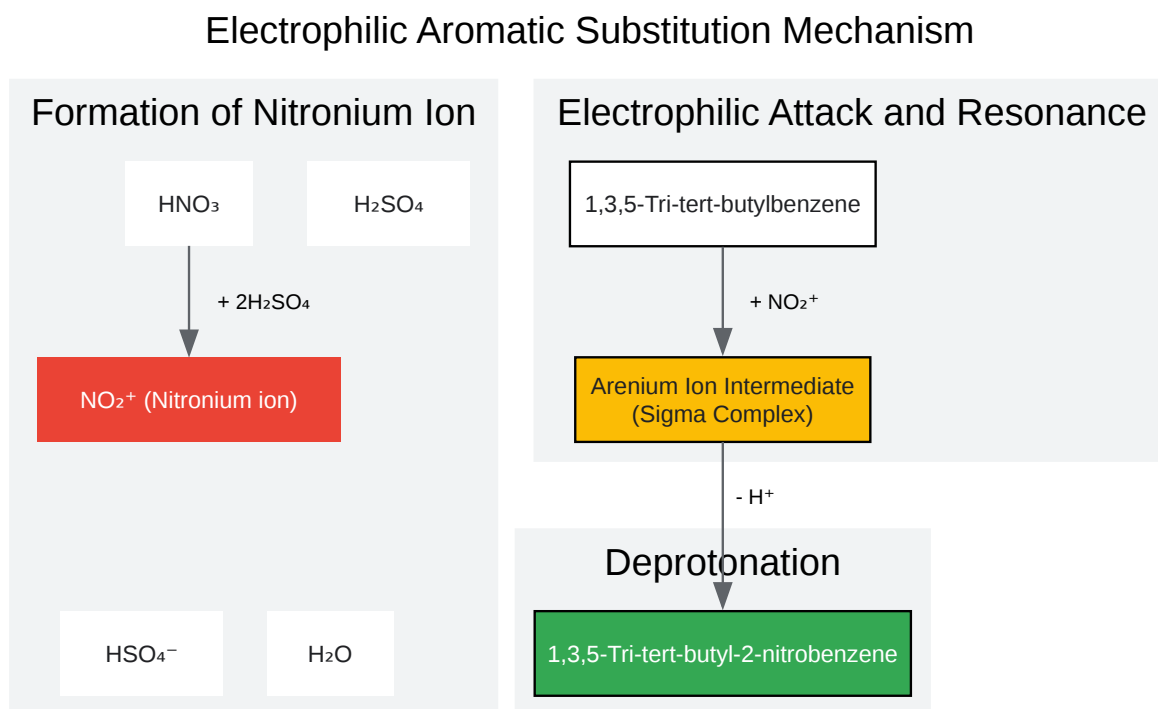 Electrophilic Aromatic Substitution Mechanism
Formation of Nitronium Ion
HNO₃
H₂SO₄
+ 2H₂SO₄
NO₂⁺ (Nitronium ion)
HSO₄⁻
H₂O
Electrophilic Attack and Resonance
1,3,5-Tri-tert-butylbenzene
+ NO₂⁺
Arenium Ion Intermediate
(Sigma Complex)
- H⁺
Deprotonation
1,3,5-Tri-tert-butyl-2-nitrobenzene